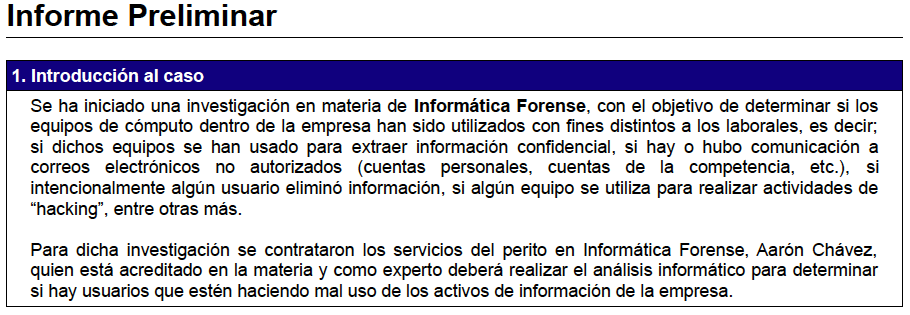 Informe Preliminar
1. Introducción al caso
Se ha iniciado una investigación en materia de Informática Forense, con el objetivo de determinar si los
equipos de cómputo dentro de la empresa han sido utilizados con fines distintos a los laborales, es decir;
si dichos equipos se han usado para extraer información confidencial, si hay o hubo comunicación a
correos electrónicos no autorizados (cuentas personales, cuentas de la competencia, etc.), si
intencionalmente algún usuario eliminó información, si algún equipo se utiliza para realizar actividades de
“hacking”, entre otras más.
Para dicha investigación se contrataron los servicios del perito en Informática Forense, Aarón Chávez,
quien está acreditado en la materia y como experto deberá realizar el análisis informático para determinar
si hay usuarios que estén haciendo mal uso de los activos de información de la empresa.